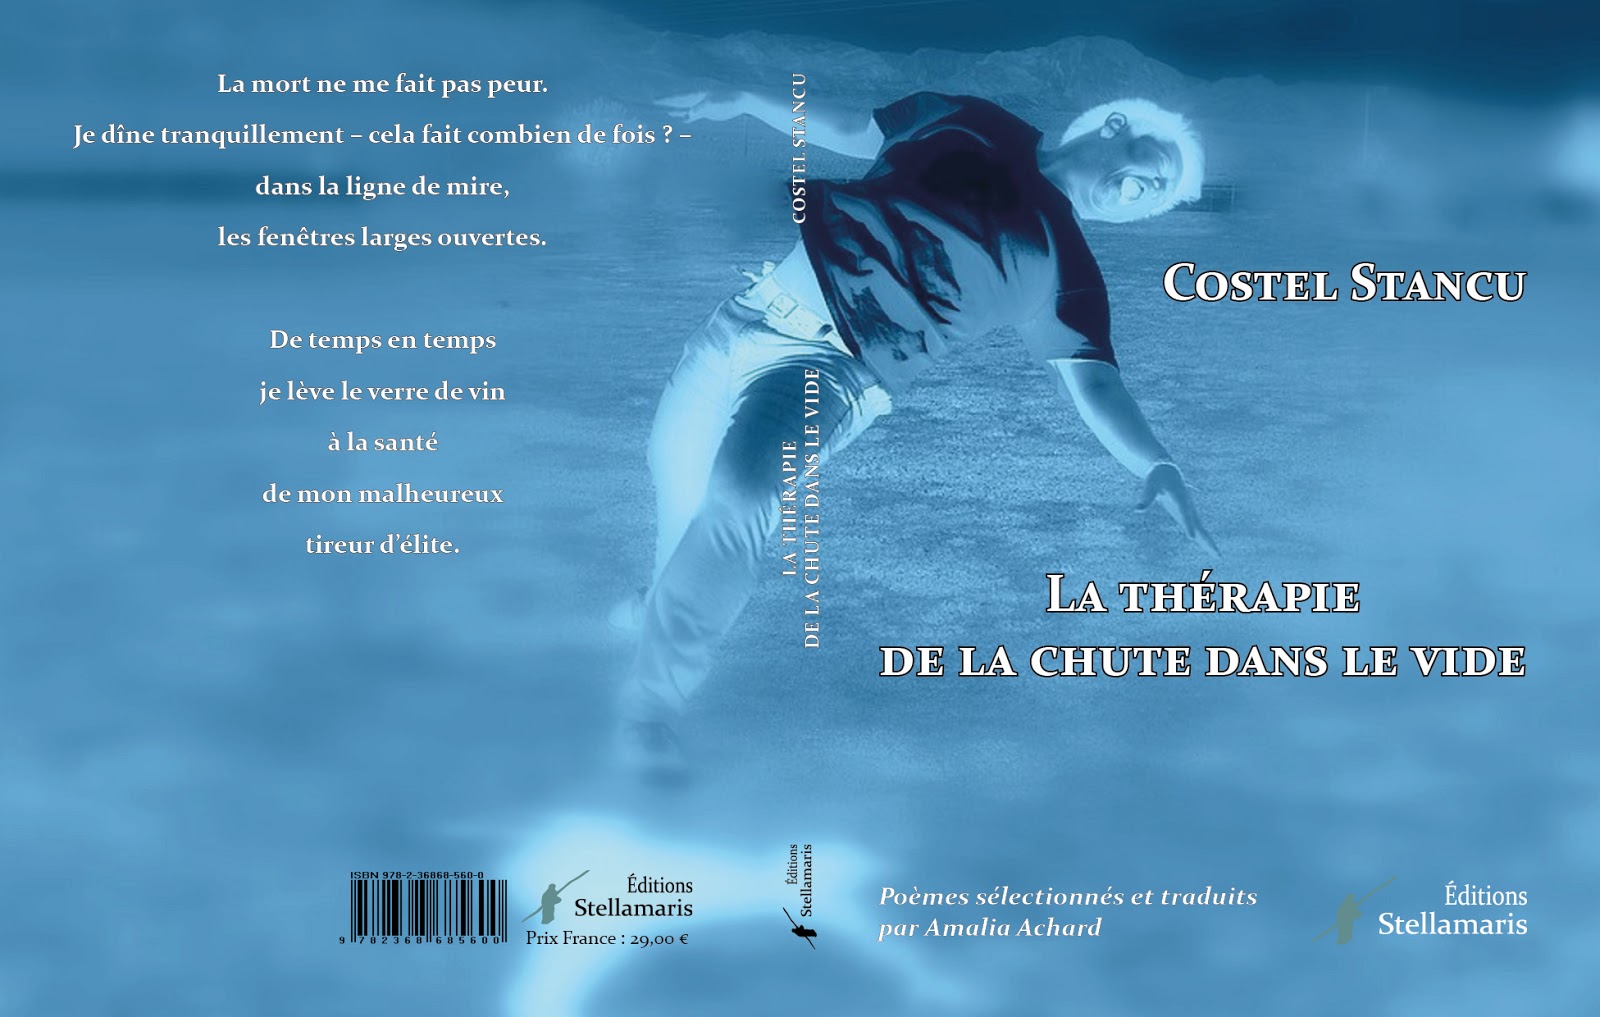 La mort ne me fait pas peur.
Je dîne tranquillement – cela fait combien de fois ? –
dans la ligne de mire,
les fenêtres larges ouvertes.
De temps en temps
je lève le verre de vin
à la santé
de mon malheureux
tireur d’élite.
ISBN 978-2-36868-560-0
9 782368 685600
Éditions
Stellamaris
Prix France : 29,00 €
COSTEL STANCU
LA THÉRAPIE
DE LA CHUTE DANS LE VIDE
Éditions
Stellamaris
COSTEL STANCU
LA THÉRAPIE
DE LA CHUTE DANS LE VIDE
Poèmes sélectionnés et traduits
par Amalia Achard
Éditions
Stellamaris